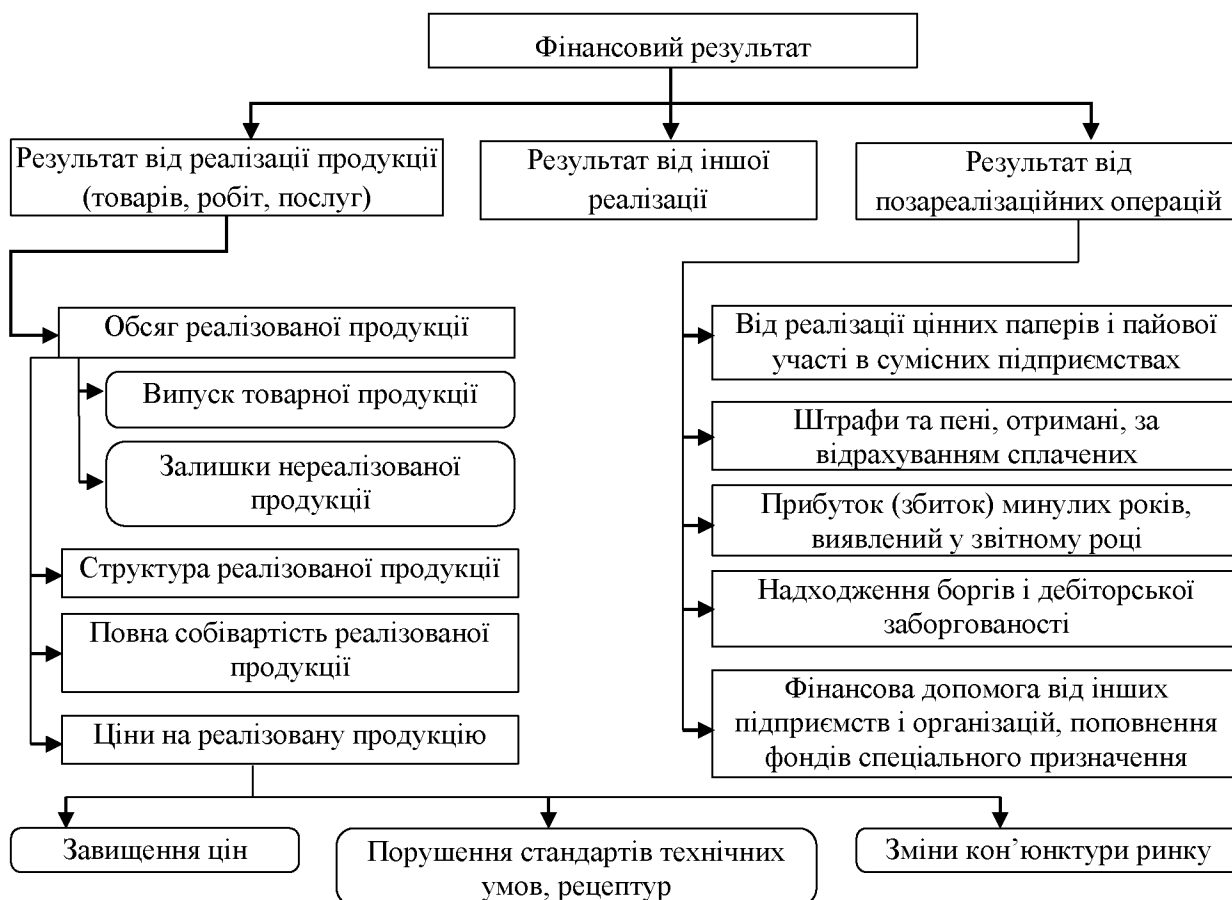 Фінансовий результат
Результат від реалізації продукції
(товарів, робіт, послуг)
Результат від іншої
реалізації
Результат від
позареалізаційних операцій
Обсяг реалізованої продукції
Випуск товарної продукції
Залишки нереалізованої
продукції
Структура реалізованої продукції
Повна собівартість реалізованої
продукції
Ціни на реалізовану продукцію
Від реалізації цінних паперів і пайової
участі в сумісних підприємствах
Штрафи та пені, отримані, за
відрахуванням сплачених
Прибуток (збиток) минулих років,
виявлений у звітному році
Надходження боргів і дебіторської
заборгованості
Фінансова допомога від інших
підприємств і організацій, поповнення
фондів спеціального призначення
Завищення цін
Порушення стандартів технічних
умов, рецептур
Зміни кон’юнктури ринку